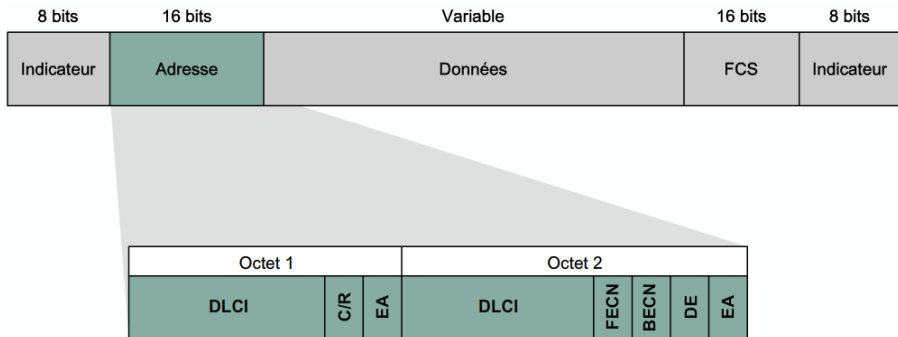 8 bits 16 bits Variable 16 bits 8 bits
Indicateur Adresse Données FCS Indicateur
Octet 1 Octet 2
DLCI C/R EA DLCI FECN BECN DE EA